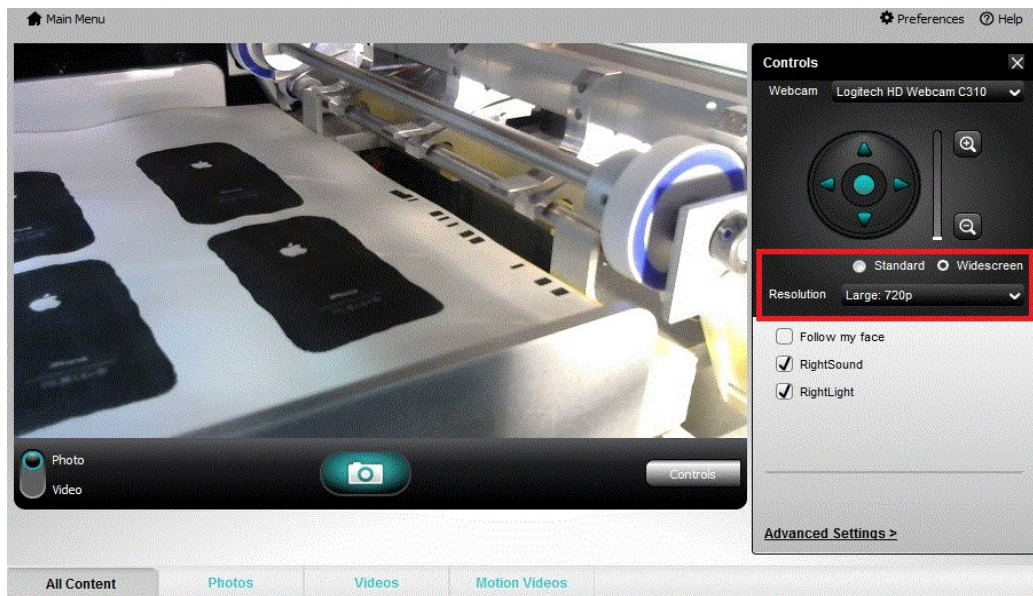 Main Menu
Preferences
Help
Controls
Webcam Logitech HD Webcam C310
Standard Widescreen
Resolution Large: 720p
Follow my face
RightSound
RightLight
Photo
Video
Controls
Advanced Settings >
All Content Photos Videos Motion Videos